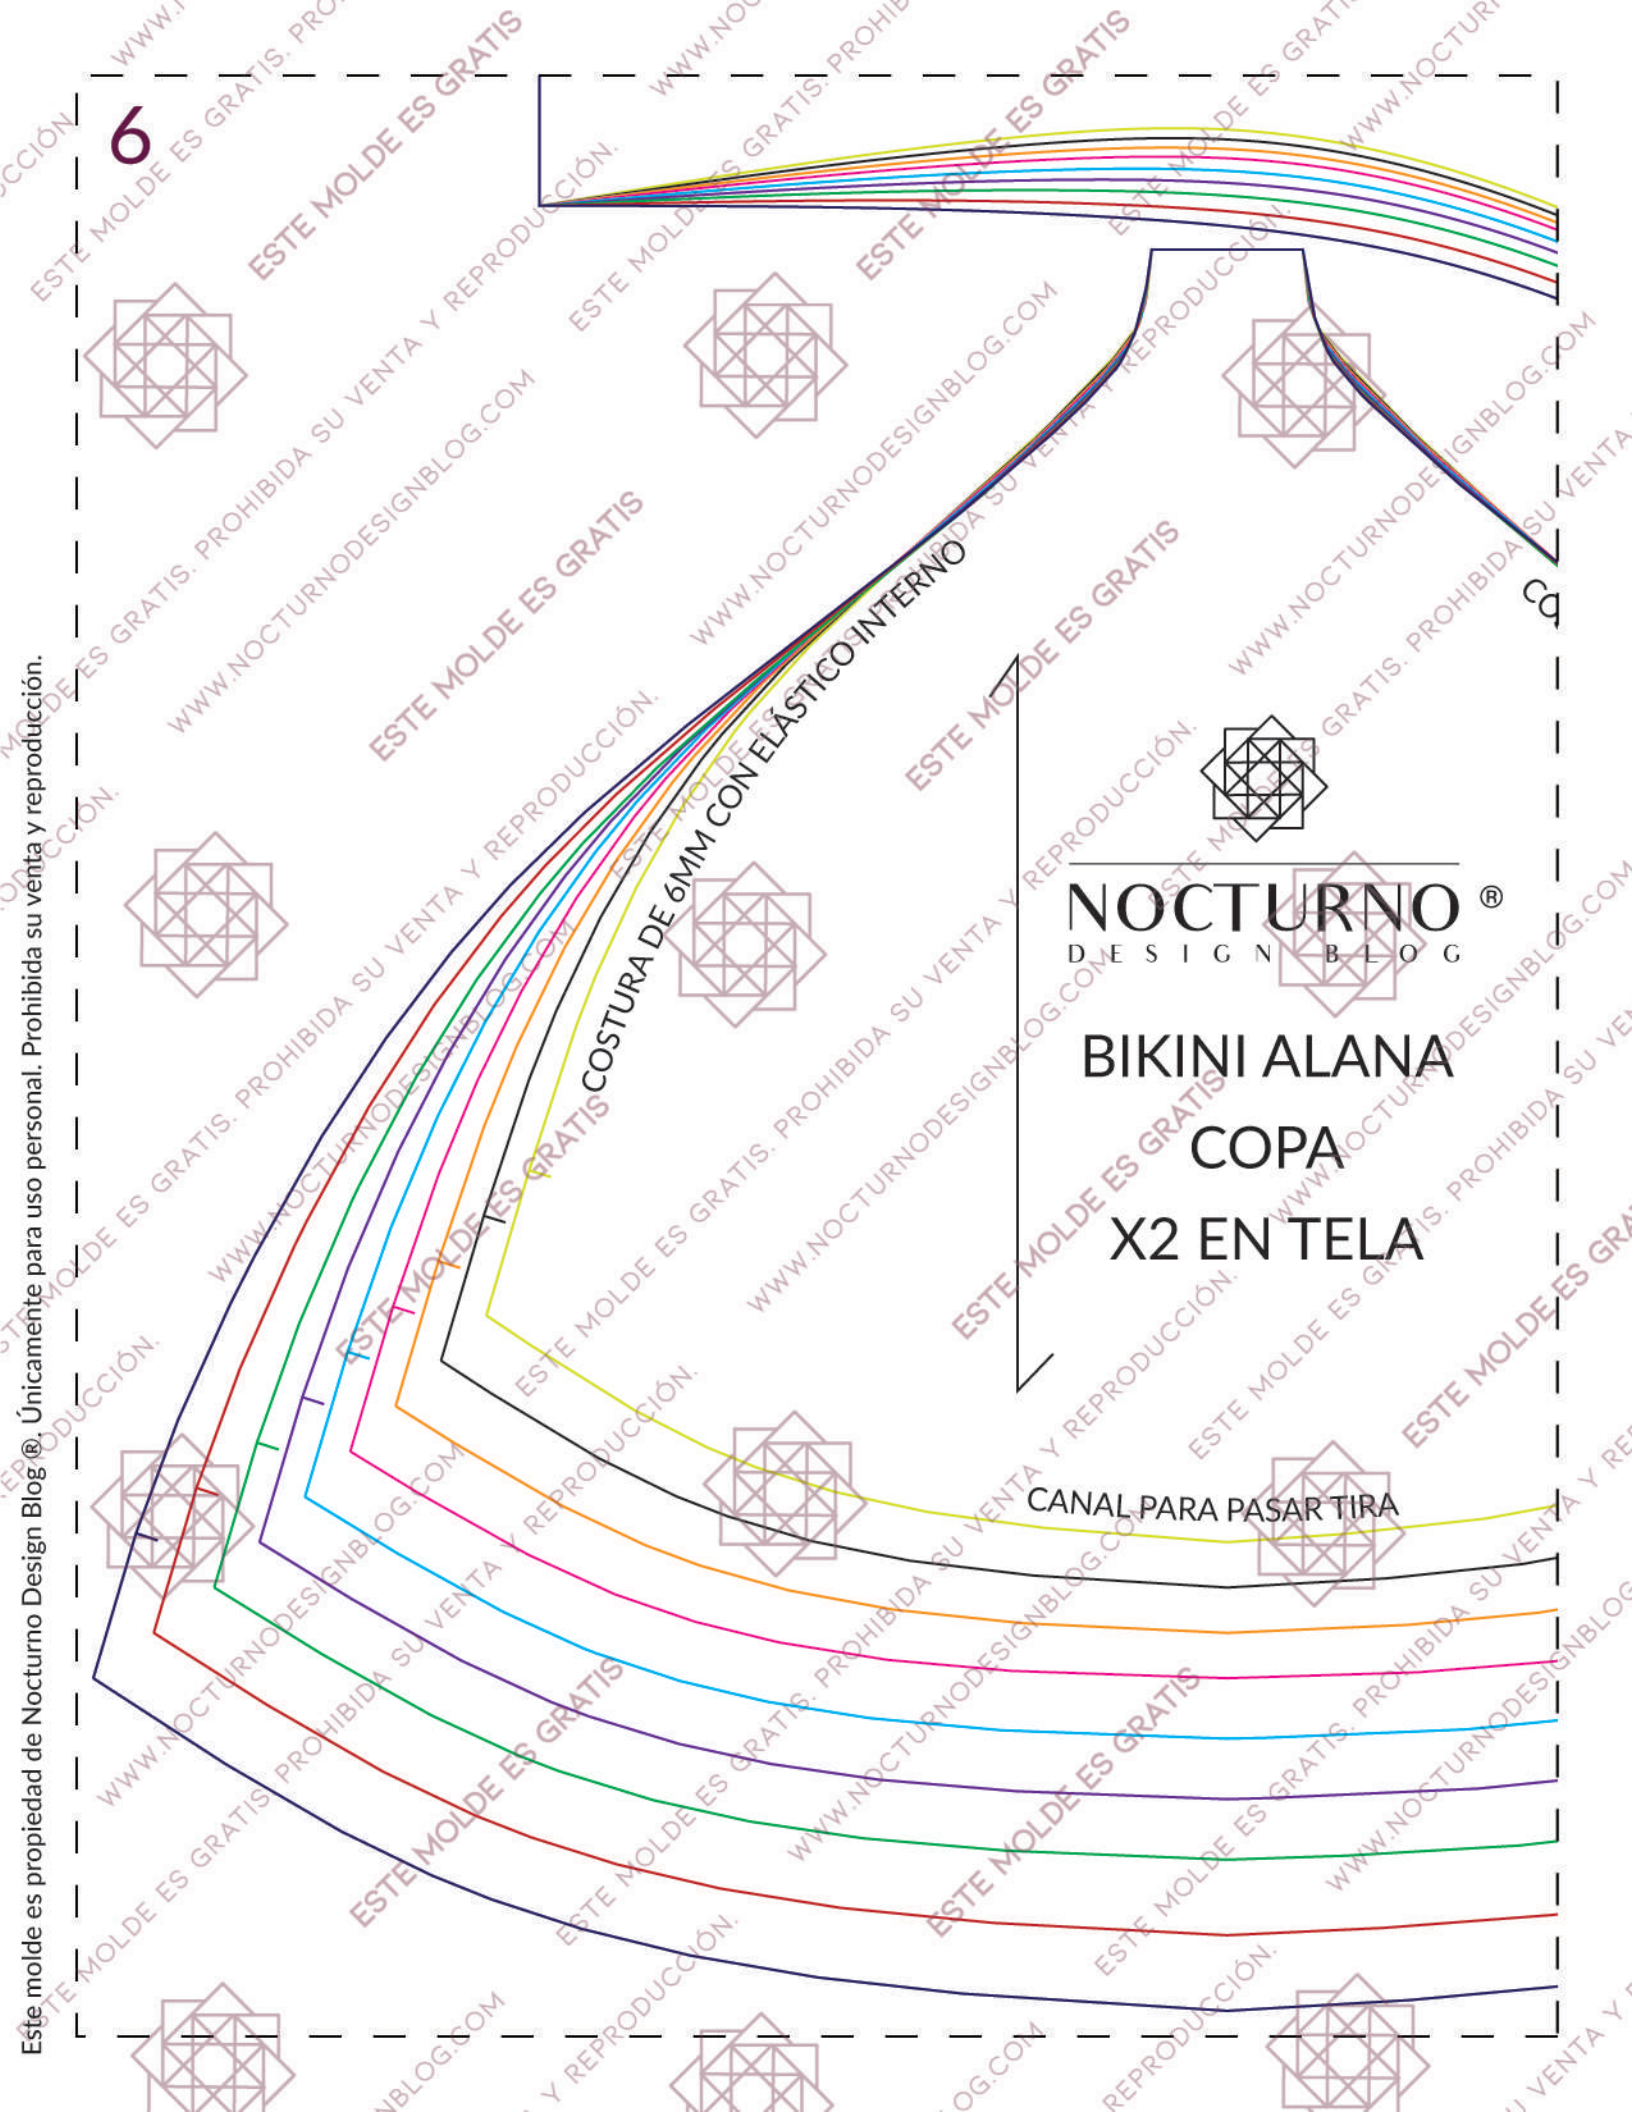 6
COSTURA DE 6MM CON ELÁSTICO INTERNO
CO
NOCTURNO ®
DESIGN BLOG
BIKINI ALANA
COPA
X2 EN TELA
CANAL PARA PASAR TIRA
Este molde es propiedad de Nocturno Design Blog ®. Únicamente para uso personal. Prohibida su venta y reproducción.
ESTE MOLDE ES GRATIS
ESTE MOLDE ES GRATIS. PROHIBIDA SU VENTA Y REPRODUCCIÓN.
WWW.NOCTURNODESIGNBLOG.COM